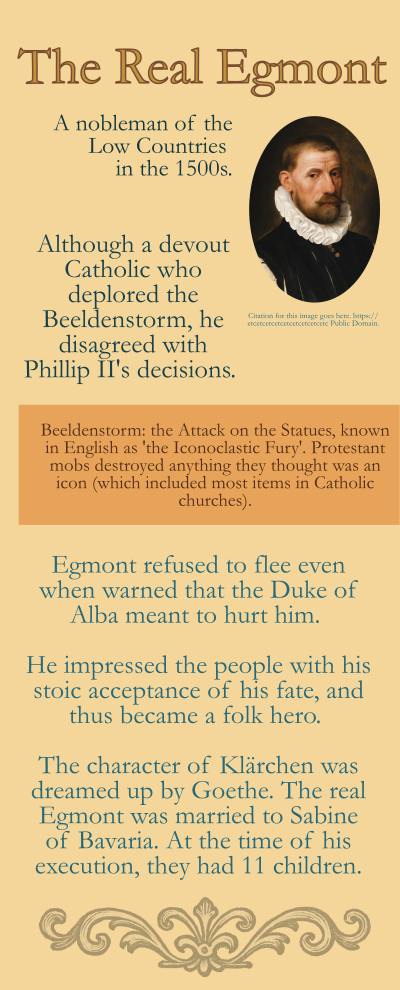 The Real Egmont
A nobleman of the
Low Countries
in the 1500s.
Although a devout
Catholic who
deplored the
Beeldenstorm, he
disagreed with
Phillip II's decisions.
Citation for this image goes here. https://
etcetcetcetcetcetcetcetcetc Public Domain.
Beeldenstorm: the Attack on the Statues, known
in English as 'the Iconoclastic Fury'. Protestant
mobs destroyed anything they thought was an
icon (which included most items in Catholic
churches).
Egmont refused to flee even
when warned that the Duke of
Alba meant to hurt him.
He impressed the people with his
stoic acceptance of his fate, and
thus became a folk hero.
The character of Klärchen was
dreamed up by Goethe. The real
Egmont was married to Sabine
of Bavaria. At the time of his
execution, they had 11 children.